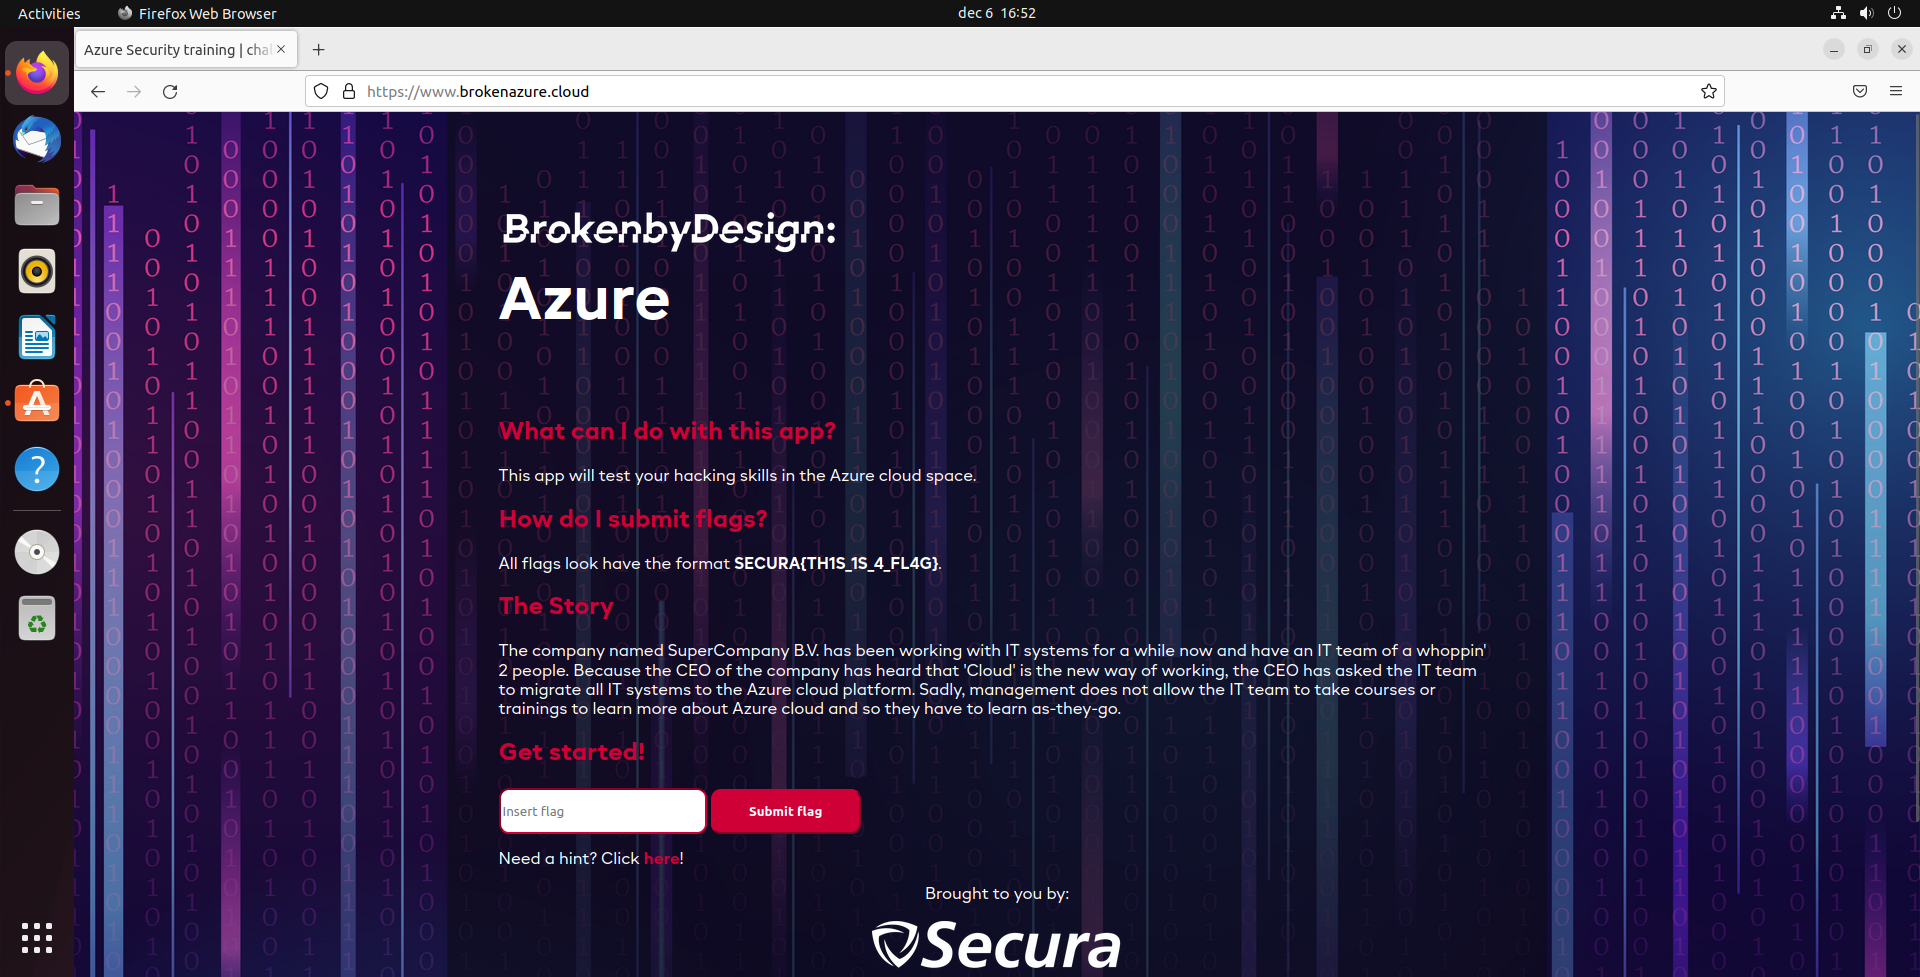 Activities
Firefox Web Browser
dec 6 16:52
Azure Security training | cha
https://www.brokenazure.cloud
BrokenbyDesign:
Azure
What can I do with this app?
This app will test your hacking skills in the Azure cloud space.
How do I submit flags?
All flags look have the format SECURA{TH1S_1S_4_FL4G}.
The Story
The company named SuperCompany B.V. has been working with IT systems for a while now and have an IT team of a whoppin'
2 people. Because the CEO of the company has heard that 'Cloud' is the new way of working, the CEO has asked the IT team
to migrate all IT systems to the Azure cloud platform. Sadly, management does not allow the IT team to take courses or
trainings to learn more about Azure cloud and so they have to learn as-they-go.
Get started!
Insert flag
Submit flag
Need a hint? Click here!
Brought to you by:
Secura